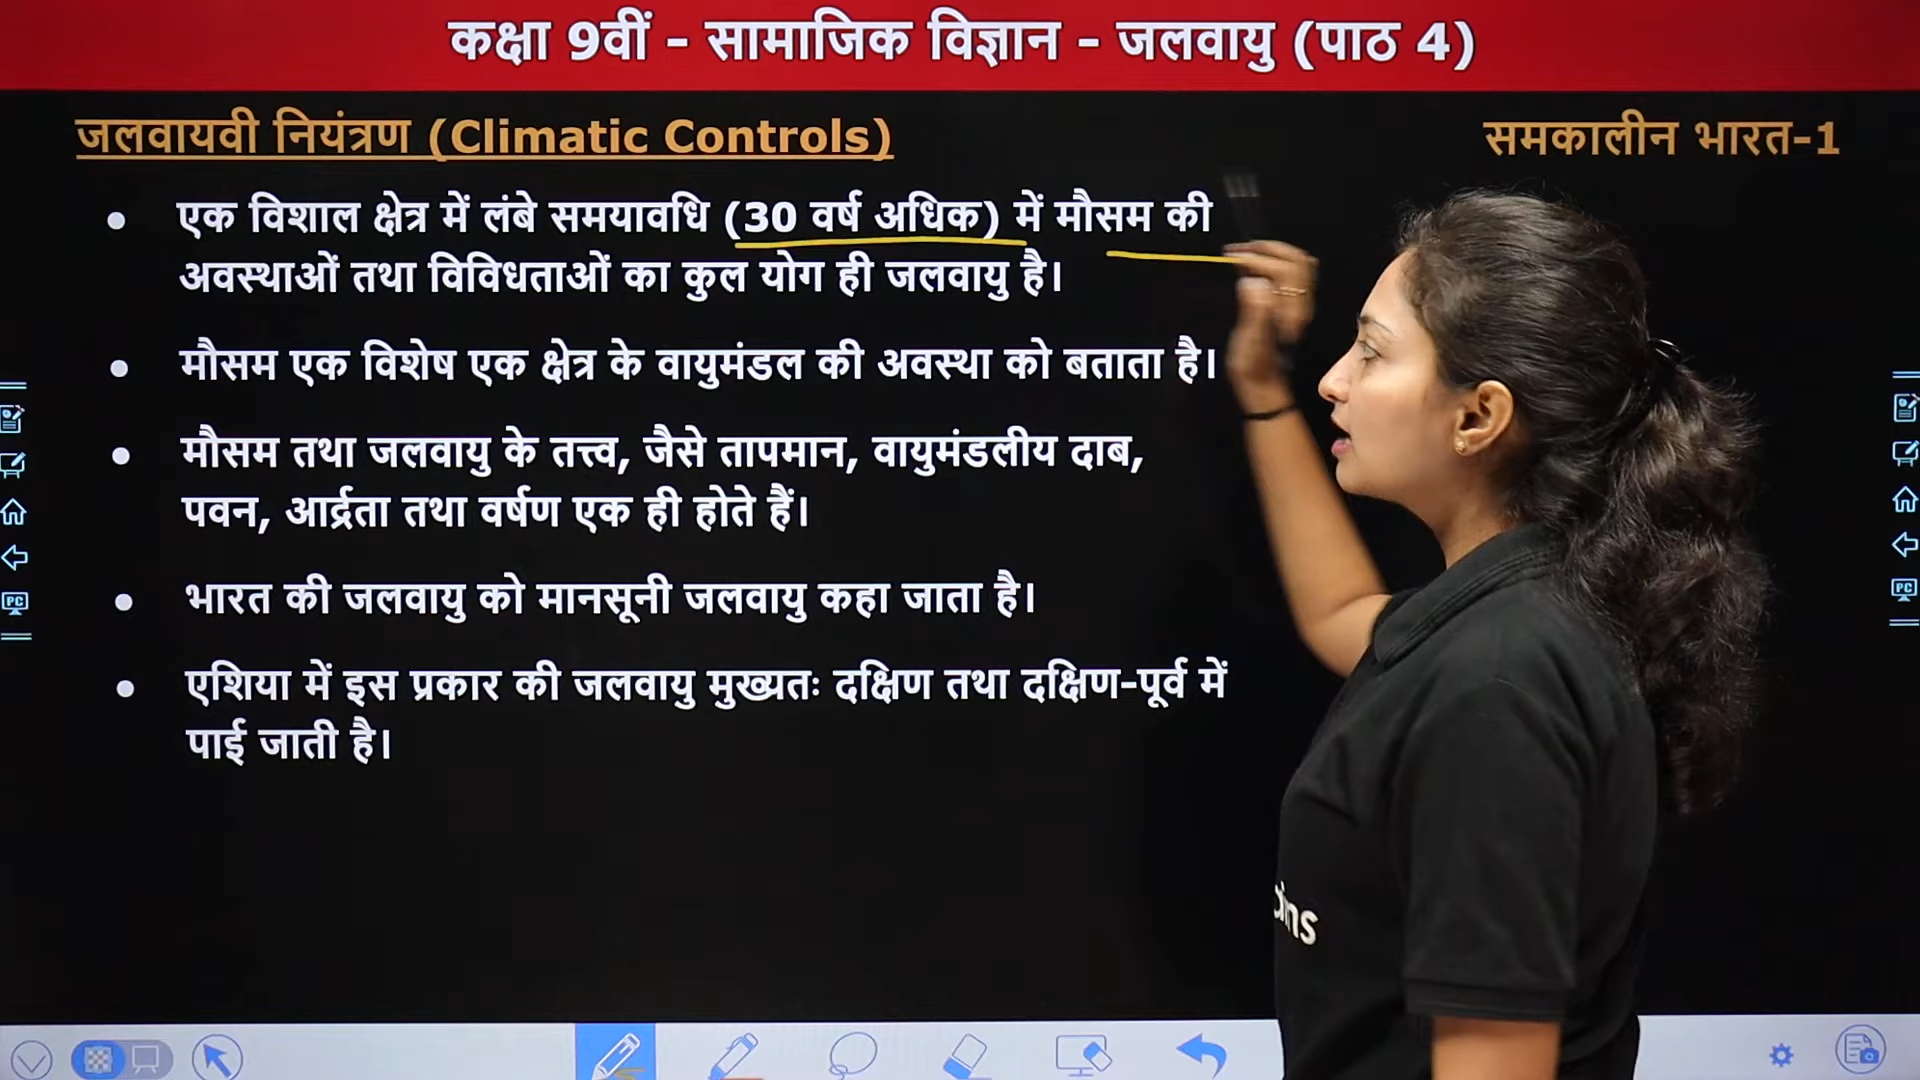 कक्षा 9वीं - सामाजिक विज्ञान - जलवायु (पाठ 4)
जलवायवी नियंत्रण (Climatic Controls)
समकालीन भारत-1
• एक विशाल क्षेत्र में लंबे समयावधि (30 वर्ष अधिक) में मौसम की
अवस्थाओं तथा विविधताओं का कुल योग ही जलवायु है।
• मौसम एक विशेष एक क्षेत्र के वायुमंडल की अवस्था को बताता है।
• मौसम तथा जलवायु के तत्त्व, जैसे तापमान, वायुमंडलीय दाब,
पवन, आर्द्रता तथा वर्षण एक ही होते हैं।
• भारत की जलवायु को मानसूनी जलवायु कहा जाता है।
• एशिया में इस प्रकार की जलवायु मुख्यतः दक्षिण तथा दक्षिण-पूर्व में
पाई जाती है।
PC
PC